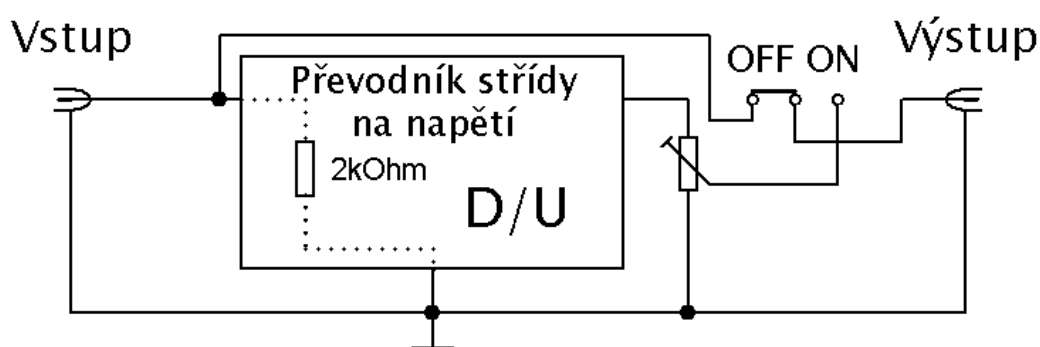 Vstup
Výstup
OFF ON
Převodník střídy
na napětí
2kOhm
D/U